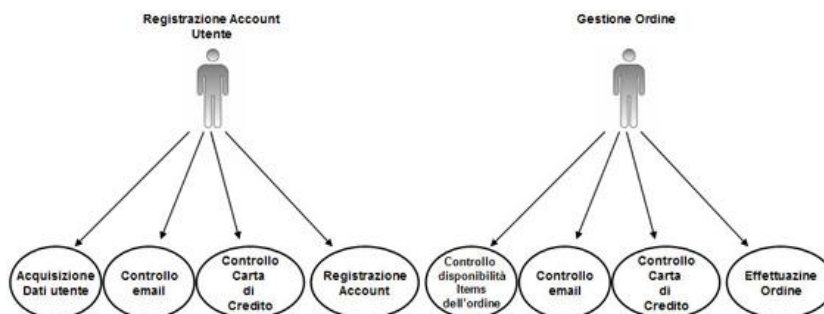 Registrazione Account
Utente
Gestione Ordine
Acquisizione
Dati utente
Controllo
email
Controllo
Carta
di
Credito
Registrazione
Account
Controllo
disponibilità
Items
dell'ordine
Controllo
email
Controllo
Carta
di
Credito
Effettuazine
Ordine